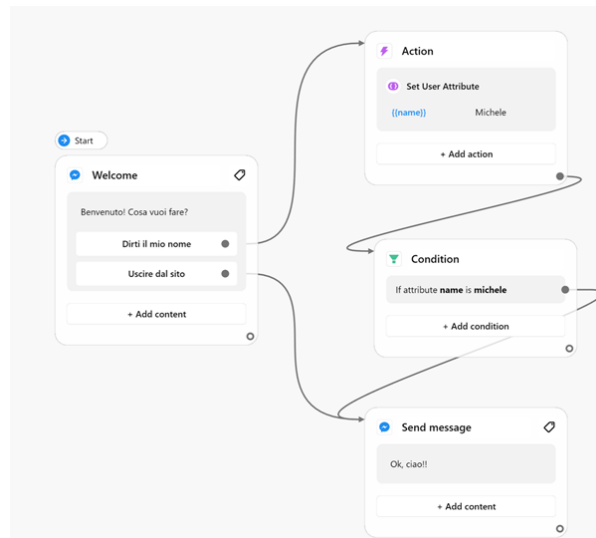 Start
Welcome
Benvenuto! Cosa vuoi fare?
Dirti il mio nome
Uscire dal sito
+ Add content
Action
Set User Attribute
((name)) Michele
+ Add action
Condition
If attribute name is michele
+ Add condition
Send message
Ok, ciao!!
+ Add content